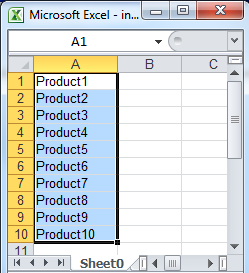 Microsoft Excel - in...
A1
A B C
1 Product1
2 Product2
3 Product3
4 Product4
5 Product5
6 Product6
7 Product7
8 Product8
9 Product9
10 Product10
11
Sheet0